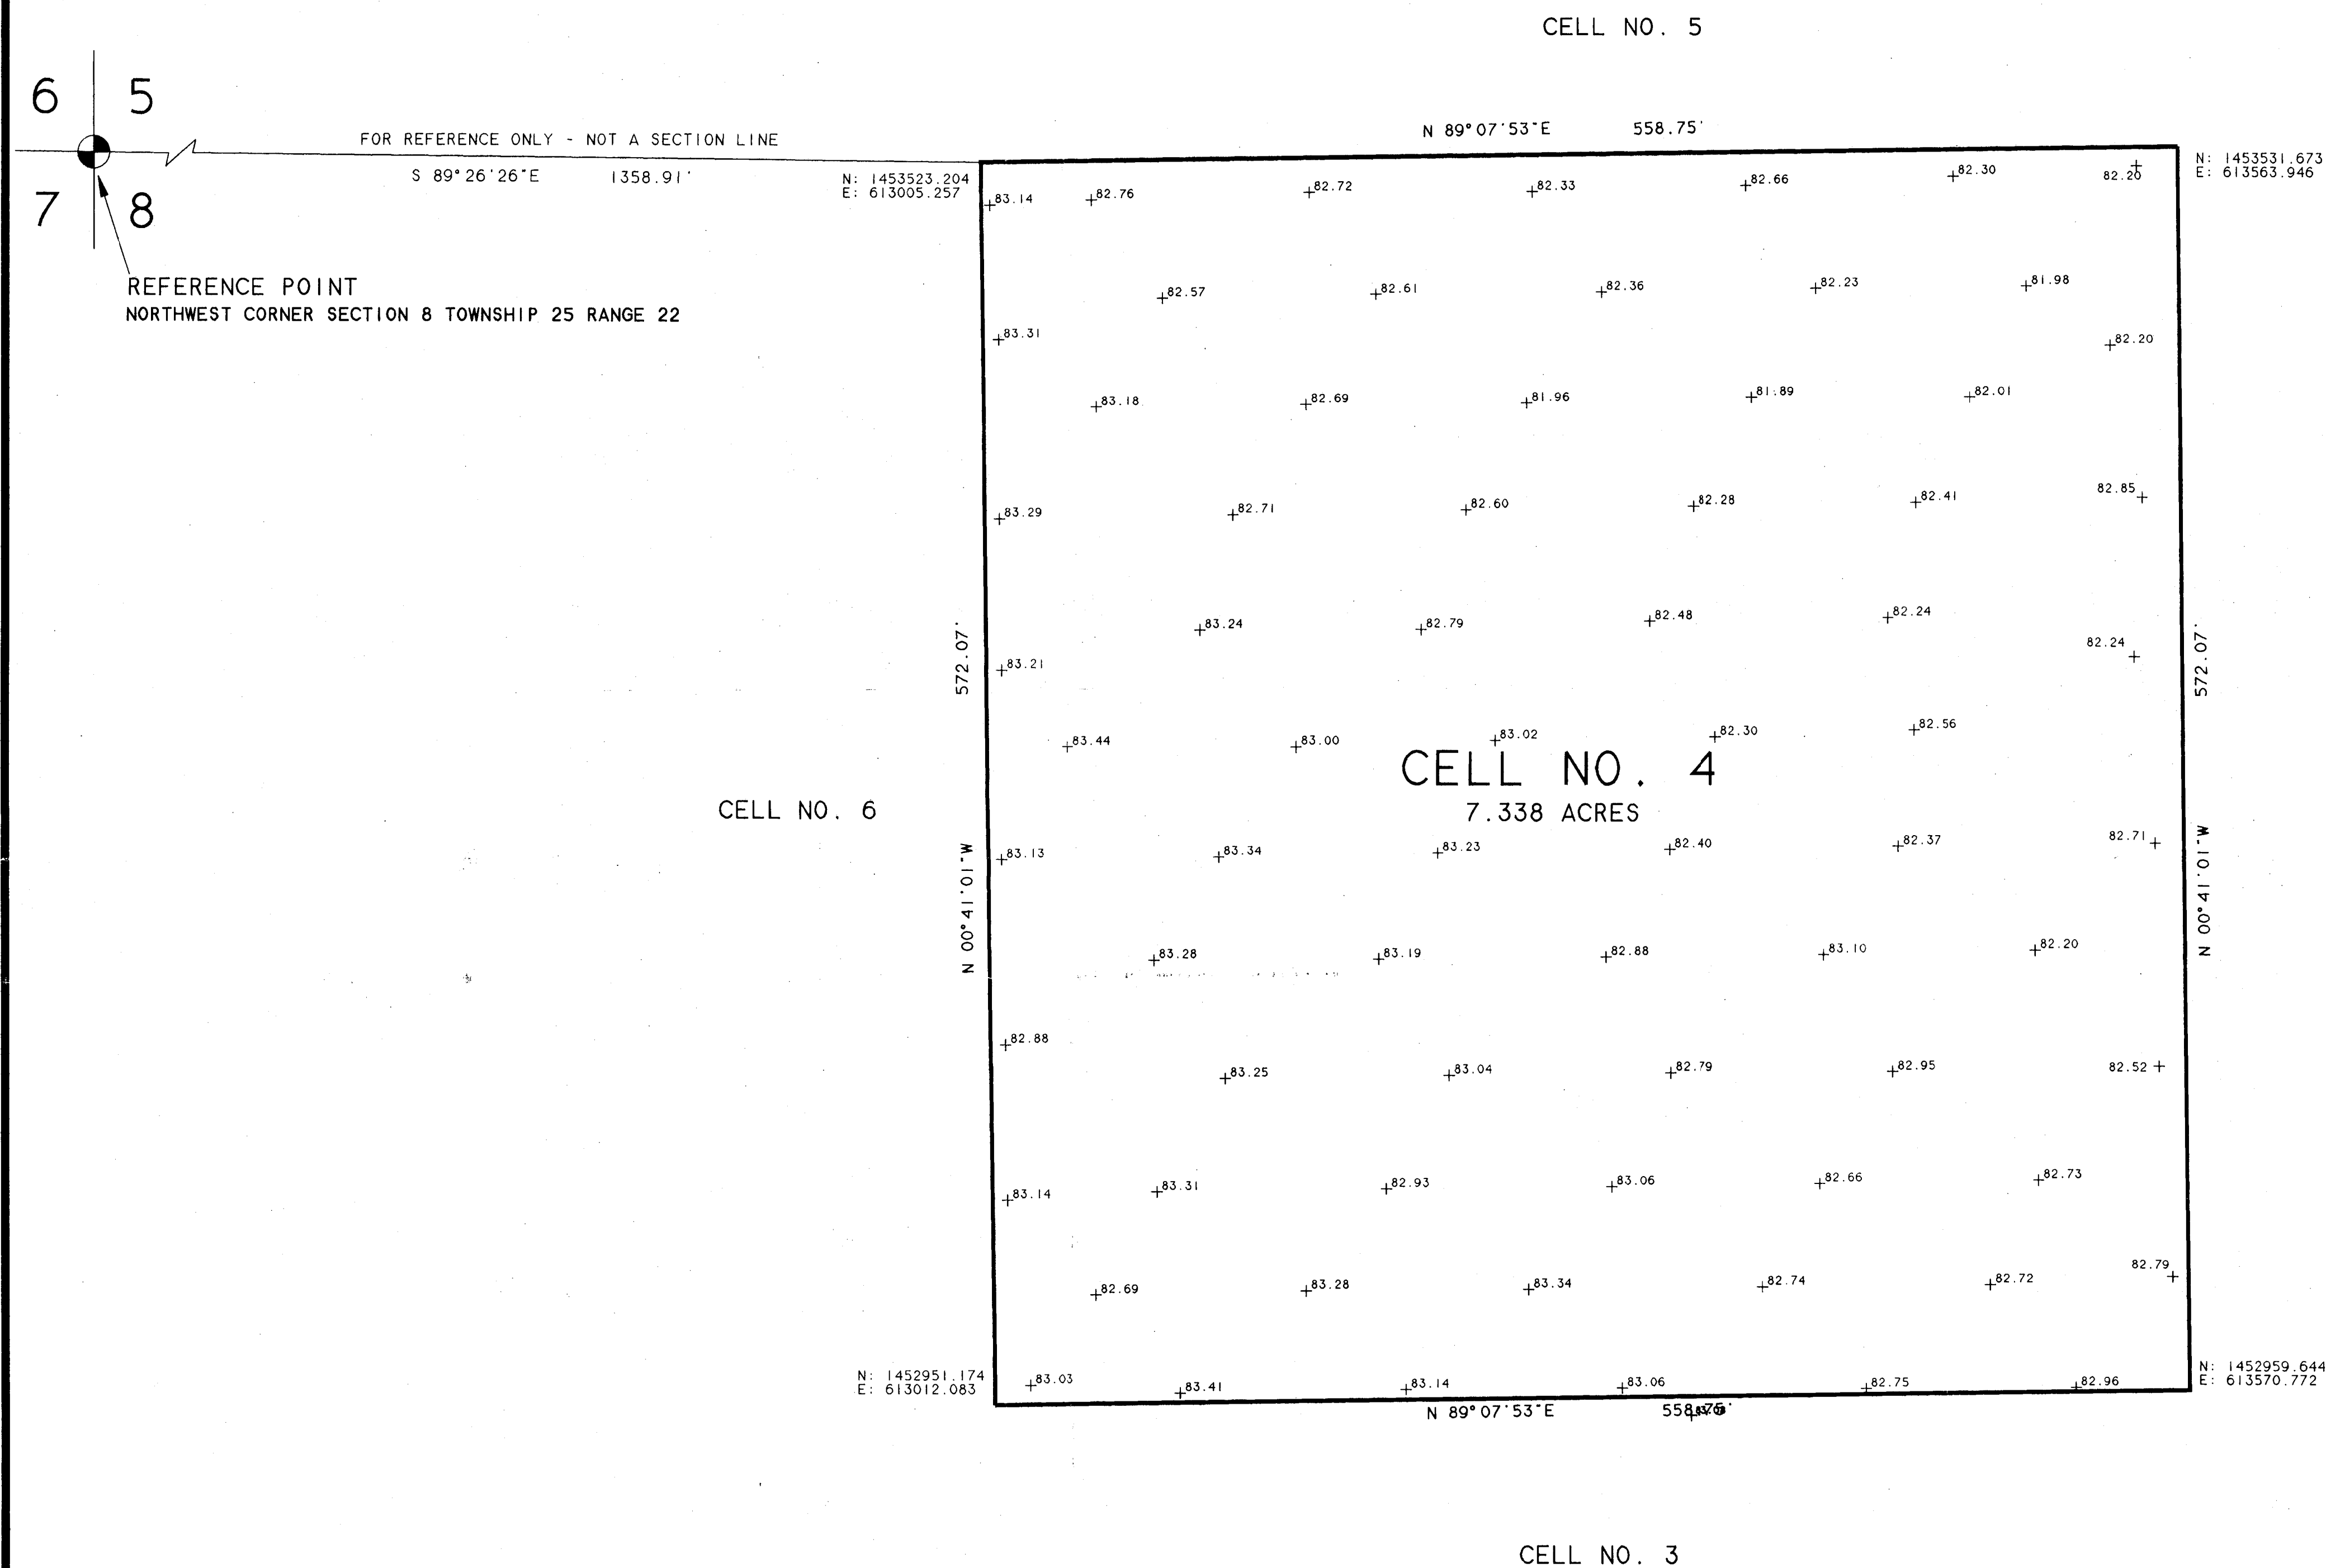 CELL NO. 5
6 5
7 8
FOR REFERENCE ONLY - NOT A SECTION LINE
S 89°26'26"E 1358.91'
REFERENCE POINT
NORTHWEST CORNER SECTION 8 TOWNSHIP 25 RANGE 22
N 89°07'53"E 558.75'
N: 1453523.204
E: 613005.257
N: 1453531.673
E: 613563.946
83.14 82.76 82.72 82.33 82.66 82.30 82.20
82.57 82.61 82.36 82.23 81.98
83.31 82.20
83.18 82.69 81.96 81.89 82.01
83.29 82.71 82.60 82.28 82.41 82.85
83.24 82.79 82.48 82.24
83.21 82.24
572.07'
572.07'
83.44 83.00 83.02 82.30 82.56
CELL NO. 4
7.338 ACRES
CELL NO. 6
83.13 83.34 83.23 82.40 82.37 82.71
N 00°41'01"W
N 00°41'01"W
83.28 83.19 82.88 83.10 82.20
82.88
83.25 83.04 82.79 82.95 82.52
83.14 83.31 82.93 83.06 82.66 82.73
82.69 83.28 83.34 82.74 82.72 82.79
N: 1452951.174
E: 613012.083
83.03 83.41 83.14 83.06 82.75 82.96
N: 1452959.644
E: 613570.772
N 89°07'53"E 558.75'
CELL NO. 3